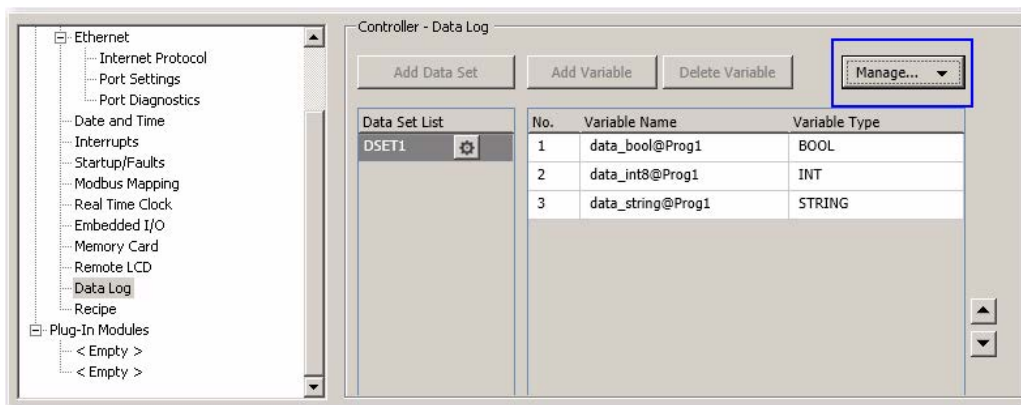 Ethernet
Internet Protocol
Port Settings
Port Diagnostics
Date and Time
Interrupts
Startup/Faults
Modbus Mapping
Real Time Clock
Embedded I/O
Memory Card
Remote LCD
Data Log
Recipe
Plug-In Modules
< Empty >
< Empty >
Controller - Data Log
Add Data Set Add Variable Delete Variable Manage...
Data Set List
DSET1
No. Variable Name Variable Type
1 data_bool@Prog1 BOOL
2 data_int8@Prog1 INT
3 data_string@Prog1 STRING